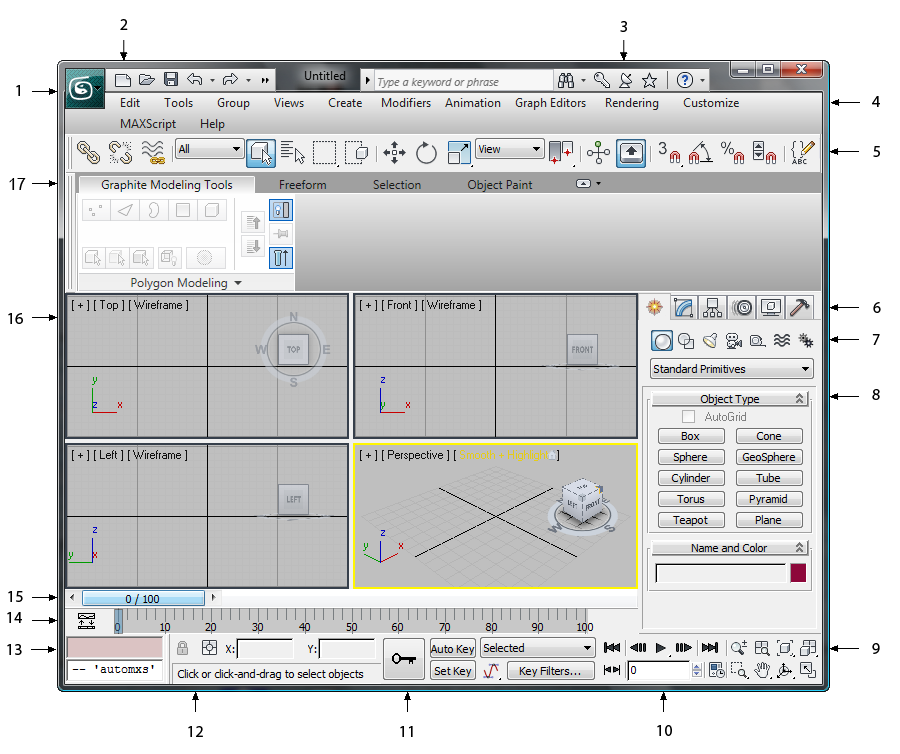 2 3
Untitled Type a keyword or phrase
1
Edit Tools Group Views Create Modifiers Animation Graph Editors Rendering Customize 4
MAXScript Help
All View 3 % ABC 5
17 Graphite Modeling Tools Freeform Selection Object Paint
Polygon Modeling
16 [ + ] [ Top ] [ Wireframe ] [ + ] [ Front ] [ Wireframe ] 6
N
W TOP E FRONT 7
S
Standard Primitives
y z
z x y x
Object Type 8
AutoGrid
Box Cone
[ + ] [ Left ] [ Wireframe ] [ + ] [ Perspective ] [ Smooth + Highlights ]
Sphere GeoSphere
Cylinder Tube
LEFT FRONT
Torus Pyramid
Teapot Plane
z z
y x y x
W S E
Name and Color
15 < 0 / 100 >
14 0 10 20 30 40 50 60 70 80 90 100
13 X: Y: Auto Key Selected 9
-- 'automxs' Click or click-and-drag to select objects Set Key Key Filters... 0
12 11 10